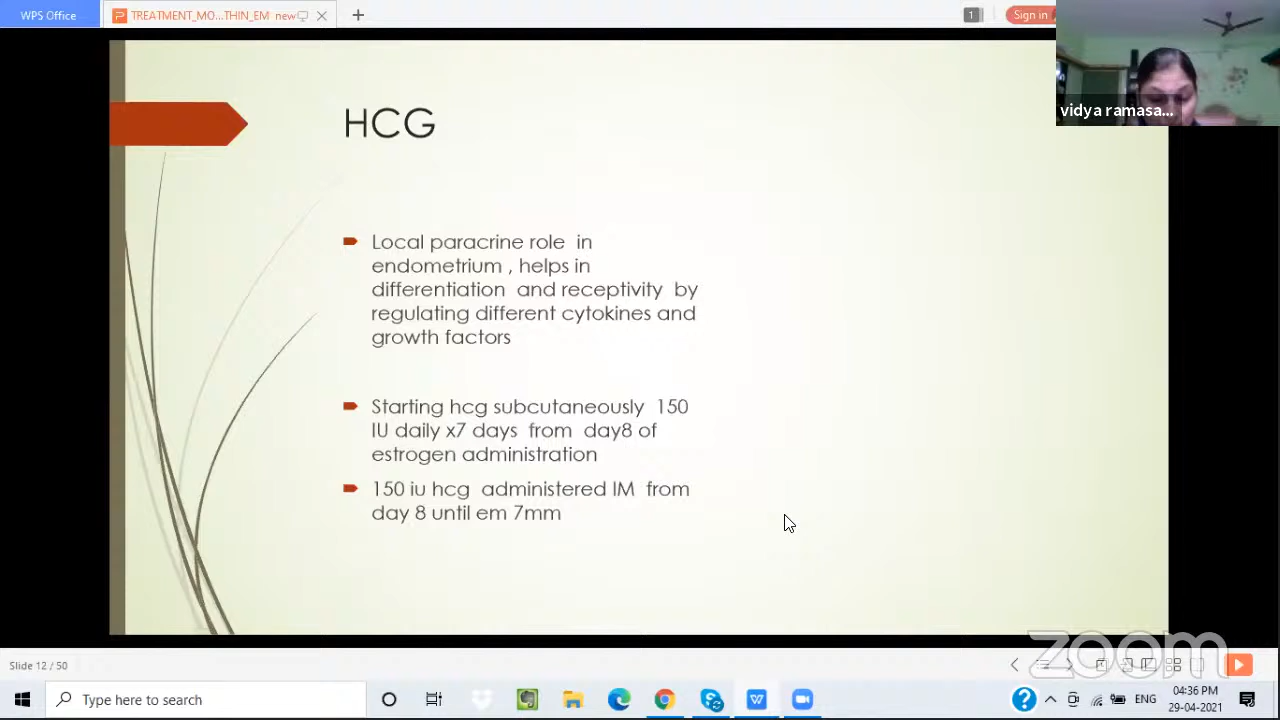 WPS Office
TREATMENT_MO...THIN_EM new
1
Sign in
vidya ramasa...
HCG
Local paracrine role in
endometrium , helps in
differentiation and receptivity by
regulating different cytokines and
growth factors
Starting hcg subcutaneously 150
IU daily x7 days from day8 of
estrogen administration
150 iu hcg administered IM from
day 8 until em 7mm
zoom
Slide 12 / 50
Type here to search
ENG
04:36 PM
29-04-2021